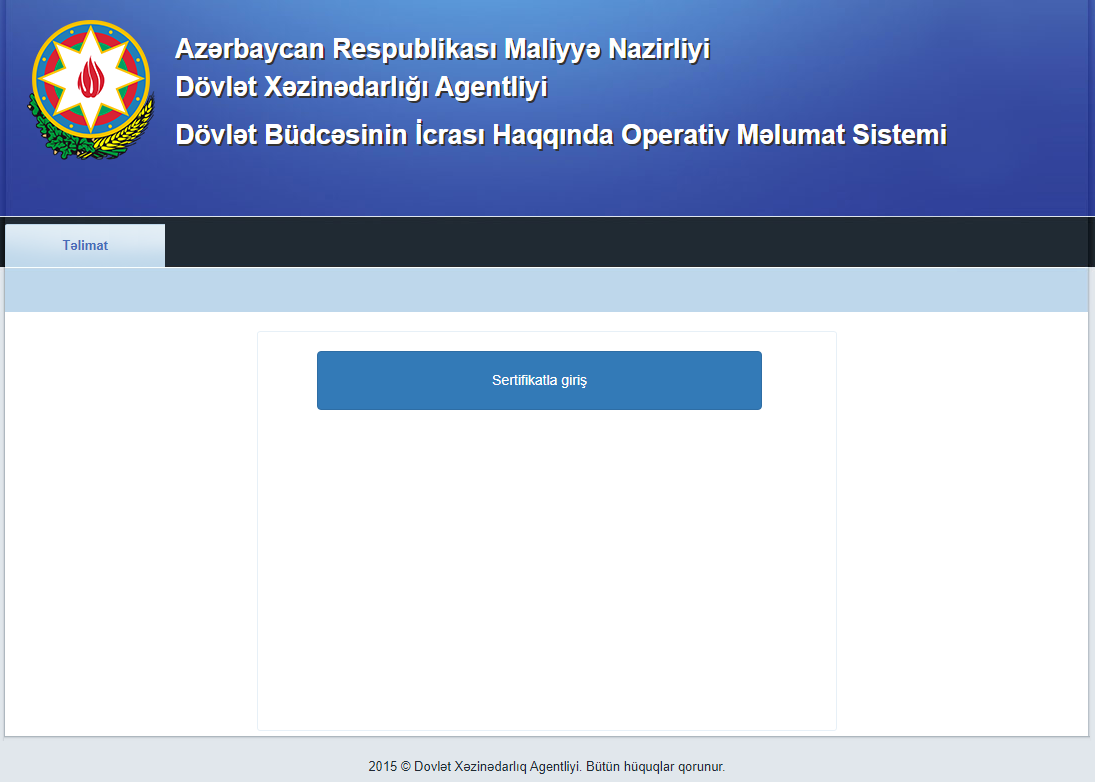 Azərbaycan Respublikası Maliyyə Nazirliyi
Dövlət Xəzinədarlığı Agentliyi
Dövlət Büdcəsinin İcrası Haqqında Operativ Məlumat Sistemi
Təlimat
Sertifikatla giriş
2015 © Dovlət Xəzinədarlıq Agentliyi. Bütün hüquqlar qorunur.